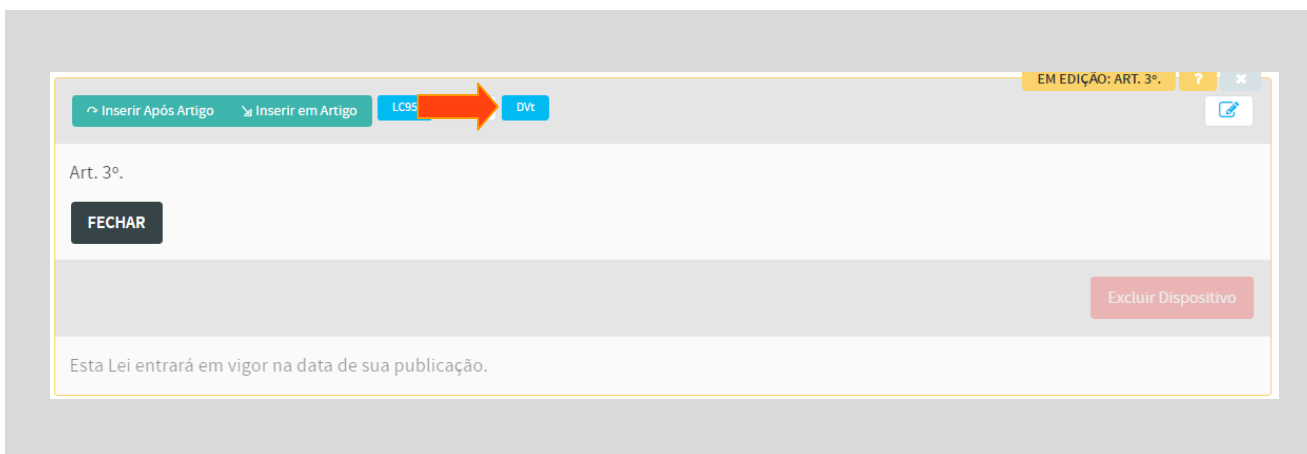 EM EDIÇÃO: ART. 3º. ? ×
↷ Inserir Após Artigo ⇘ Inserir em Artigo LC95 DVt
Art. 3º.
FECHAR
Excluir Dispositivo
Esta Lei entrará em vigor na data de sua publicação.